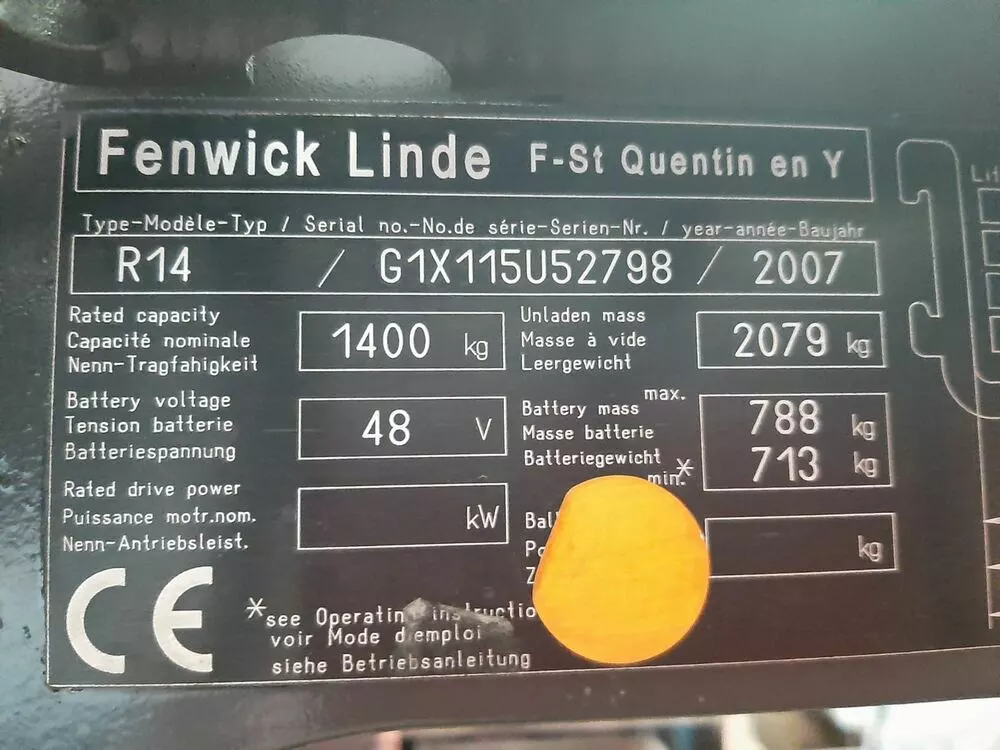 Fenwick Linde F-St Quentin en Y
Type-Modèle-Typ / Serial no.-No.de série-Serien-Nr. / year-année-Baujahr
R14 / G1X115U52798 / 2007
Rated capacity
Capacité nominale
Nenn-Tragfahigkeit
1400 kg
Unladen mass
Masse à vide
Leergewicht
2079 kg
Battery voltage
Tension batterie
Batteriespannung
48 V
max.
Battery mass
Masse batterie
Batteriegewicht
min.*
788 kg
713 kg
Rated drive power
Puissance motr.nom.
Nenn-Antriebsleist.
kW
kg
CE
*see Operating
voir Mode d'emploi
siehe Betriebsanleitung